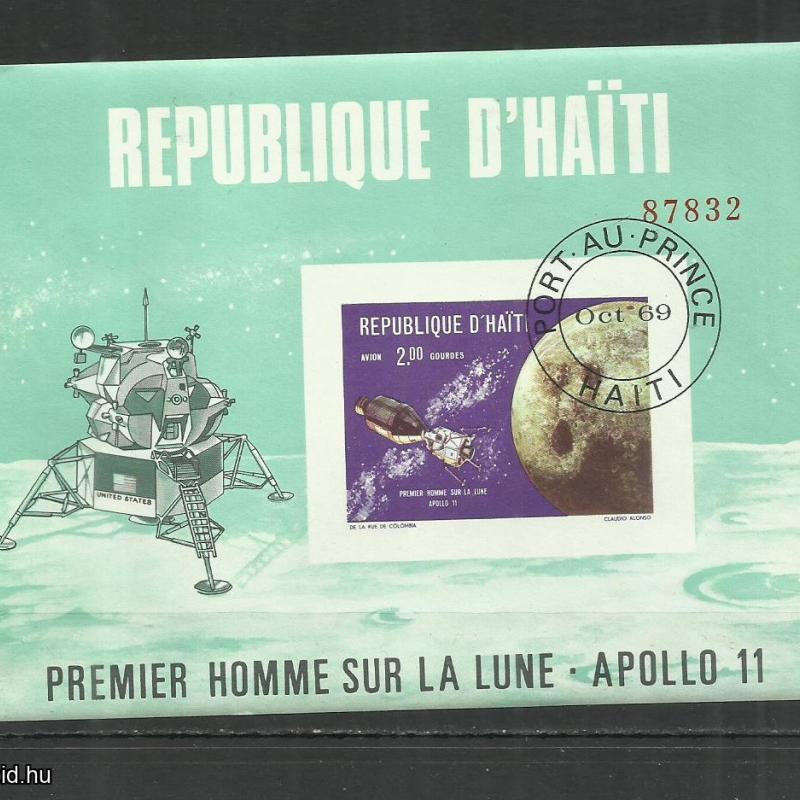 REPUBLIQUE D'HAÏTI
87832
PORT·AU·PRINCE
Oct 69
HAITI
REPUBLIQUE D'HAÏTI
AVION 2.00 GOURDES
PREMIER HOMME SUR LA LUNE
APOLLO 11
DE LA RUE DE COLOMBIA
CLAUDIO ALONSO
UNITED STATES
PREMIER HOMME SUR LA LUNE · APOLLO 11
id.hu